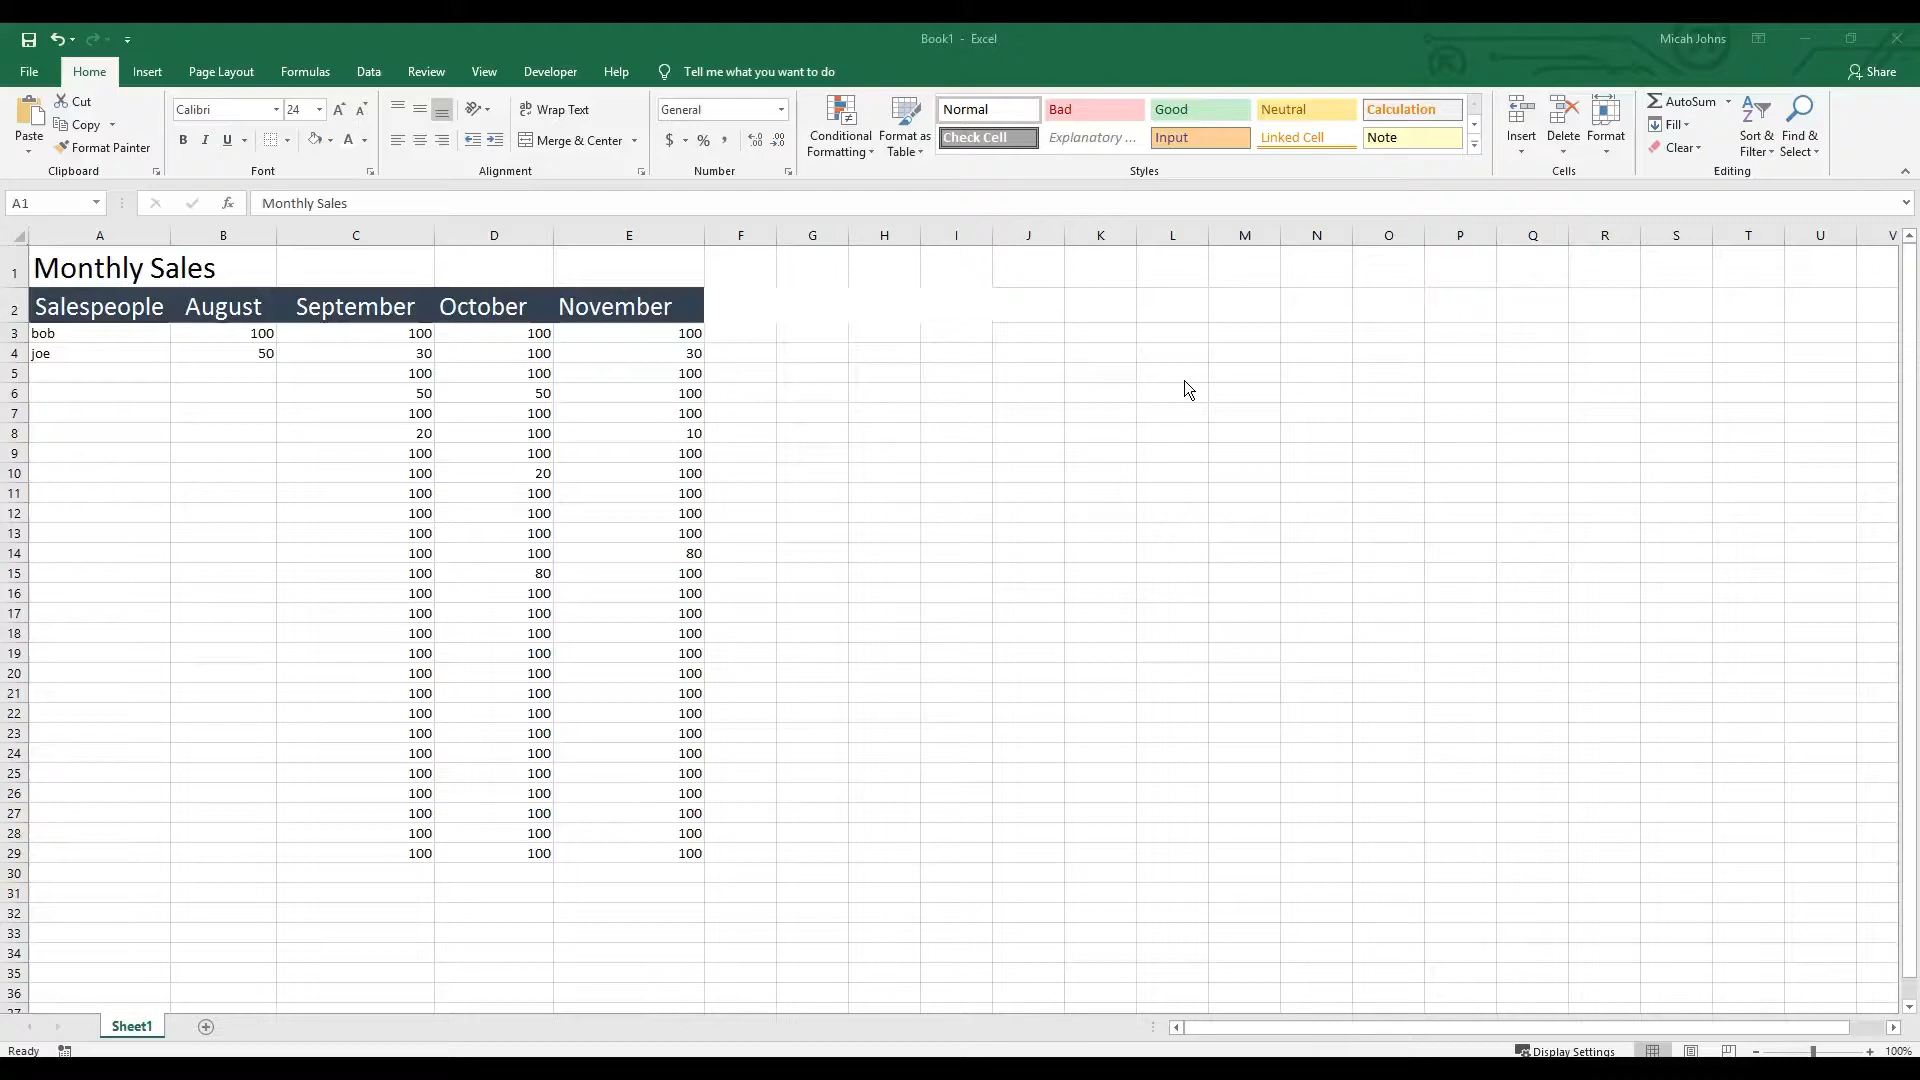 Book1 - Excel
Micah Johns
File Home Insert Page Layout Formulas Data Review View Developer Help Tell me what you want to do
Share
Paste
Cut
Copy
Format Painter
Clipboard
Calibri 24
B I U A
Font
Wrap Text
Merge & Center
Alignment
General
$ % ,
Number
Conditional Formatting
Format as Table
Normal Bad Good Neutral Calculation
Check Cell Explanatory ... Input Linked Cell Note
Styles
Insert Delete Format
Cells
AutoSum
Fill
Clear
Sort & Filter
Find & Select
Editing
A1 fx Monthly Sales
A B C D E F G H I J K L M N O P Q R S T U V
1 Monthly Sales
2 Salespeople August September October November
3 bob 100 100 100 100
4 joe 50 30 100 30
5 100 100 100
6 50 50 100
7 100 100 100
8 20 100 10
9 100 100 100
10 100 20 100
11 100 100 100
12 100 100 100
13 100 100 100
14 100 100 80
15 100 80 100
16 100 100 100
17 100 100 100
18 100 100 100
19 100 100 100
20 100 100 100
21 100 100 100
22 100 100 100
23 100 100 100
24 100 100 100
25 100 100 100
26 100 100 100
27 100 100 100
28 100 100 100
29 100 100 100
30
31
32
33
34
35
36
37
Sheet1
Ready
Display Settings
100%